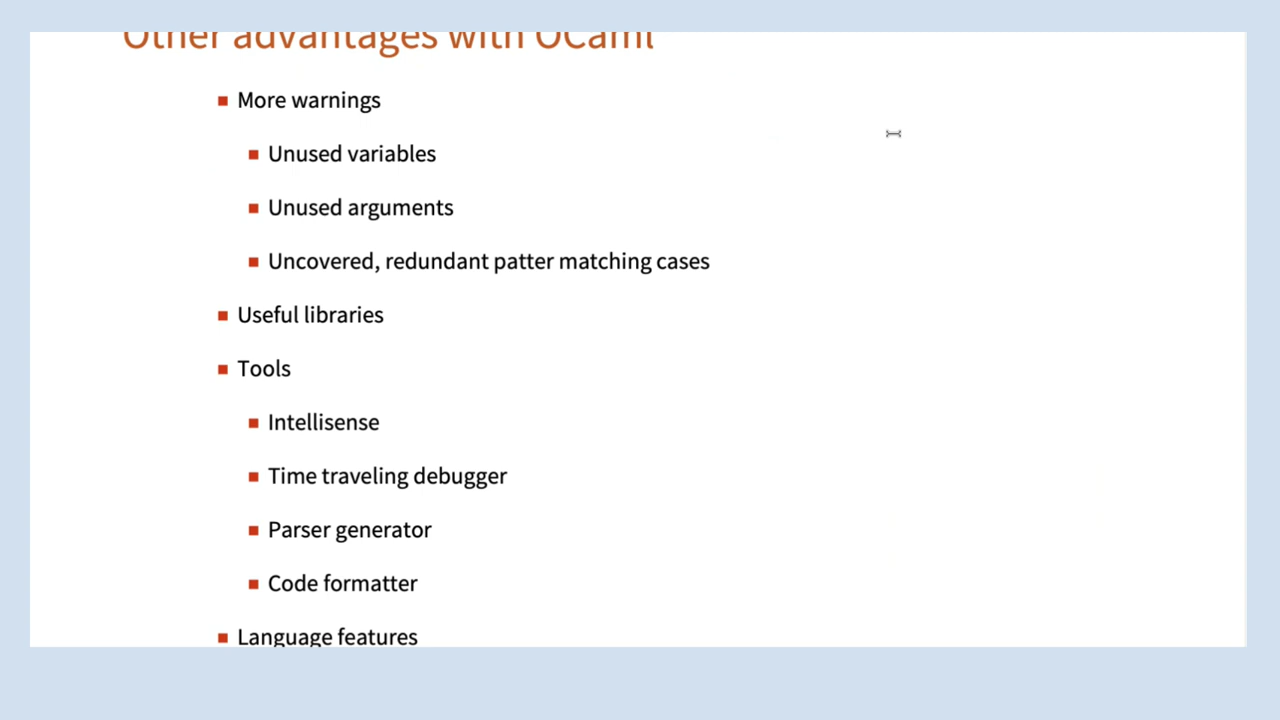 Other advantages with OCaml
More warnings
Unused variables
Unused arguments
Uncovered, redundant patter matching cases
Useful libraries
Tools
Intellisense
Time traveling debugger
Parser generator
Code formatter
Language features